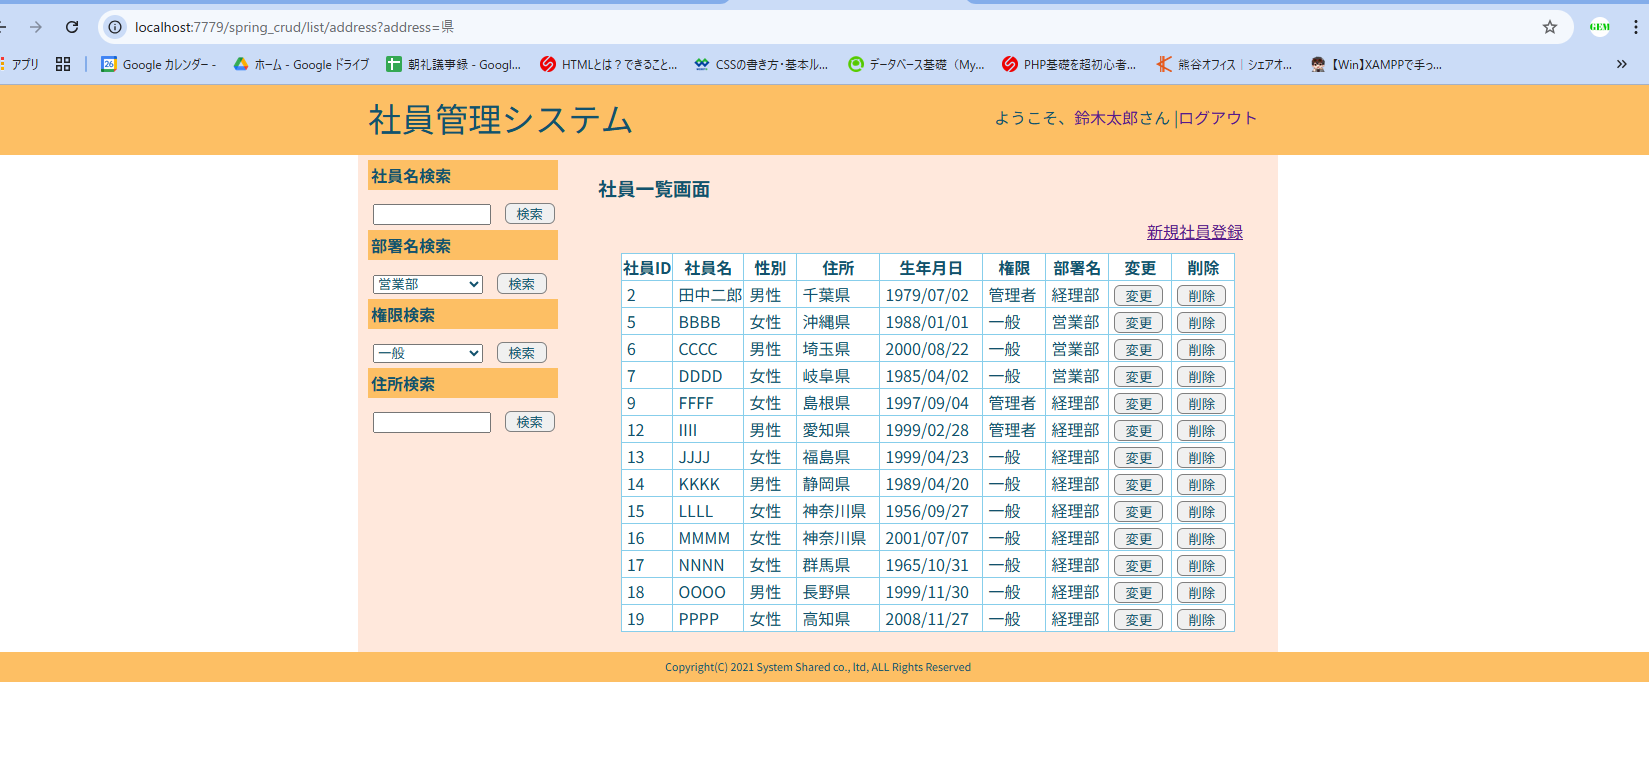 localhost:7779/spring_crud/list/address?address=県
GEM
アプリ Google カレンダー - ホーム - Google ドライブ 朝礼議事録 - Googl... HTMLとは？できること... CSSの書き方・基本ル... データベース基礎（My... PHP基礎を超初心者... 熊谷オフィス｜シェアオ... 【Win】XAMPPで手っ... »
社員管理システム
ようこそ、鈴木太郎さん |ログアウト
社員名検索
検索
部署名検索
営業部 検索
権限検索
一般 検索
住所検索
検索
社員一覧画面
新規社員登録
社員ID 社員名 性別 住所 生年月日 権限 部署名 変更 削除
2 田中二郎 男性 千葉県 1979/07/02 管理者 経理部 変更 削除
5 BBBB 女性 沖縄県 1988/01/01 一般 営業部 変更 削除
6 CCCC 男性 埼玉県 2000/08/22 一般 営業部 変更 削除
7 DDDD 女性 岐阜県 1985/04/02 一般 営業部 変更 削除
9 FFFF 女性 島根県 1997/09/04 管理者 経理部 変更 削除
12 IIII 男性 愛知県 1999/02/28 管理者 経理部 変更 削除
13 JJJJ 女性 福島県 1999/04/23 一般 経理部 変更 削除
14 KKKK 男性 静岡県 1989/04/20 一般 経理部 変更 削除
15 LLLL 女性 神奈川県 1956/09/27 一般 経理部 変更 削除
16 MMMM 女性 神奈川県 2001/07/07 一般 経理部 変更 削除
17 NNNN 女性 群馬県 1965/10/31 一般 経理部 変更 削除
18 OOOO 男性 長野県 1999/11/30 一般 経理部 変更 削除
19 PPPP 女性 高知県 2008/11/27 一般 経理部 変更 削除
Copyright(C) 2021 System Shared co., ltd, ALL Rights Reserved